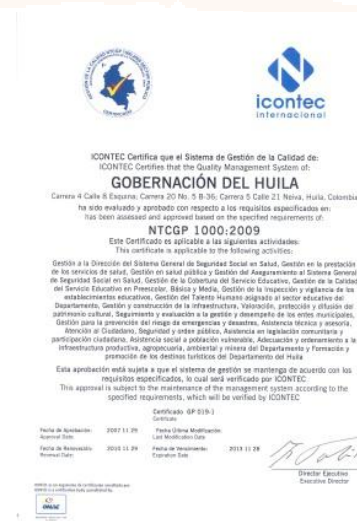 icontec
internacional
ICONTEC Certifica que el Sistema de Gestión de la Calidad de:
ICONTEC Certifies that the Quality Management System of:
GOBERNACIÓN DEL HUILA
Carrera 4 Calle 8 Esquina; Carrera 20 No. 5 B-36; Carrera 5 Calle 21 Neiva, Huila, Colombia
ha sido evaluado y aprobado con respecto a los requisitos especificados en:
has been assessed and approved based on the specified requirements of:
NTCGP 1000:2009
Este Certificado es aplicable a las siguientes actividades:
This certificate is applicable to the following activities:
Gestión a la Dirección del Sistema General de Seguridad Social en Salud, Gestión en la prestación
de los servicios de salud, Gestión en salud pública y Gestión del Aseguramiento al Sistema General
de Seguridad Social en Salud, Gestión de la Cobertura del Servicio Educativo, Gestión de la Calidad
del Servicio Educativo en Preescolar, Básica y Media, Gestión de la Inspección y vigilancia de los
establecimientos educativos, Gestión del Talento Humano asignado al sector educativo del
Departamento, Gestión y construcción de la infraestructura, Valoración, protección y difusión del
patrimonio cultural, Seguimiento y evaluación a la gestión y desempeño de los entes municipales,
Gestión para la prevención del riesgo de emergencias y desastres, Asistencia técnica y asesoría,
Atención al Ciudadano, Seguridad y orden público, Asistencia en legislación comunitaria y
participación ciudadana, Asistencia social a población vulnerable, Adecuación y ordenamiento a la
infraestructura productiva, agropecuaria, ambiental y minera del Departamento y Formación y
promoción de los destinos turísticos del Departamento del Huila
Esta aprobación está sujeta a que el sistema de gestión se mantenga de acuerdo con los
requisitos especificados, lo cual será verificado por ICONTEC
This approval is subject to the maintenance of the management system according to the
specified requirements, which will be verified by ICONTEC
Certificado GP 019-1
Certificate
Fecha de Aprobación: 2007 11 29 Fecha Última Modificación:
Approval Date: Last Modification Date:
Fecha de Renovación: 2010 11 29 Fecha de Vencimiento: 2013 11 28
Renewal Date: Expiration Date:
Director Ejecutivo
Executive Director
ONAC